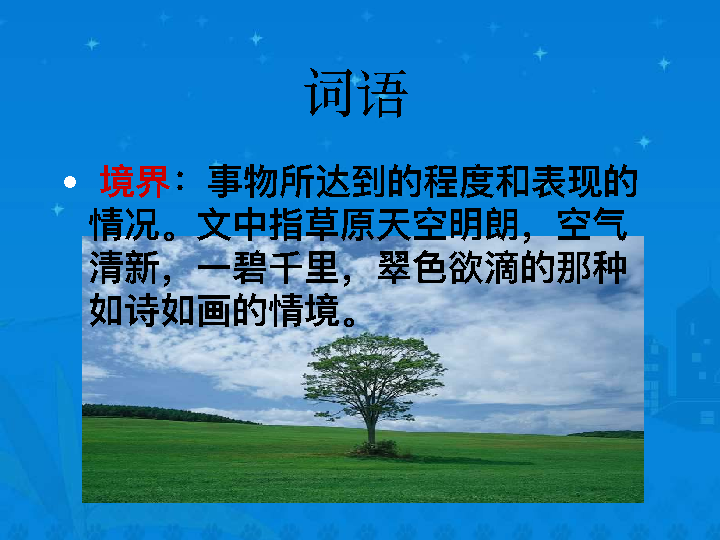 词语
• 境界：事物所达到的程度和表现的
情况。文中指草原天空明朗，空气
清新，一碧千里，翠色欲滴的那种
如诗如画的情境。